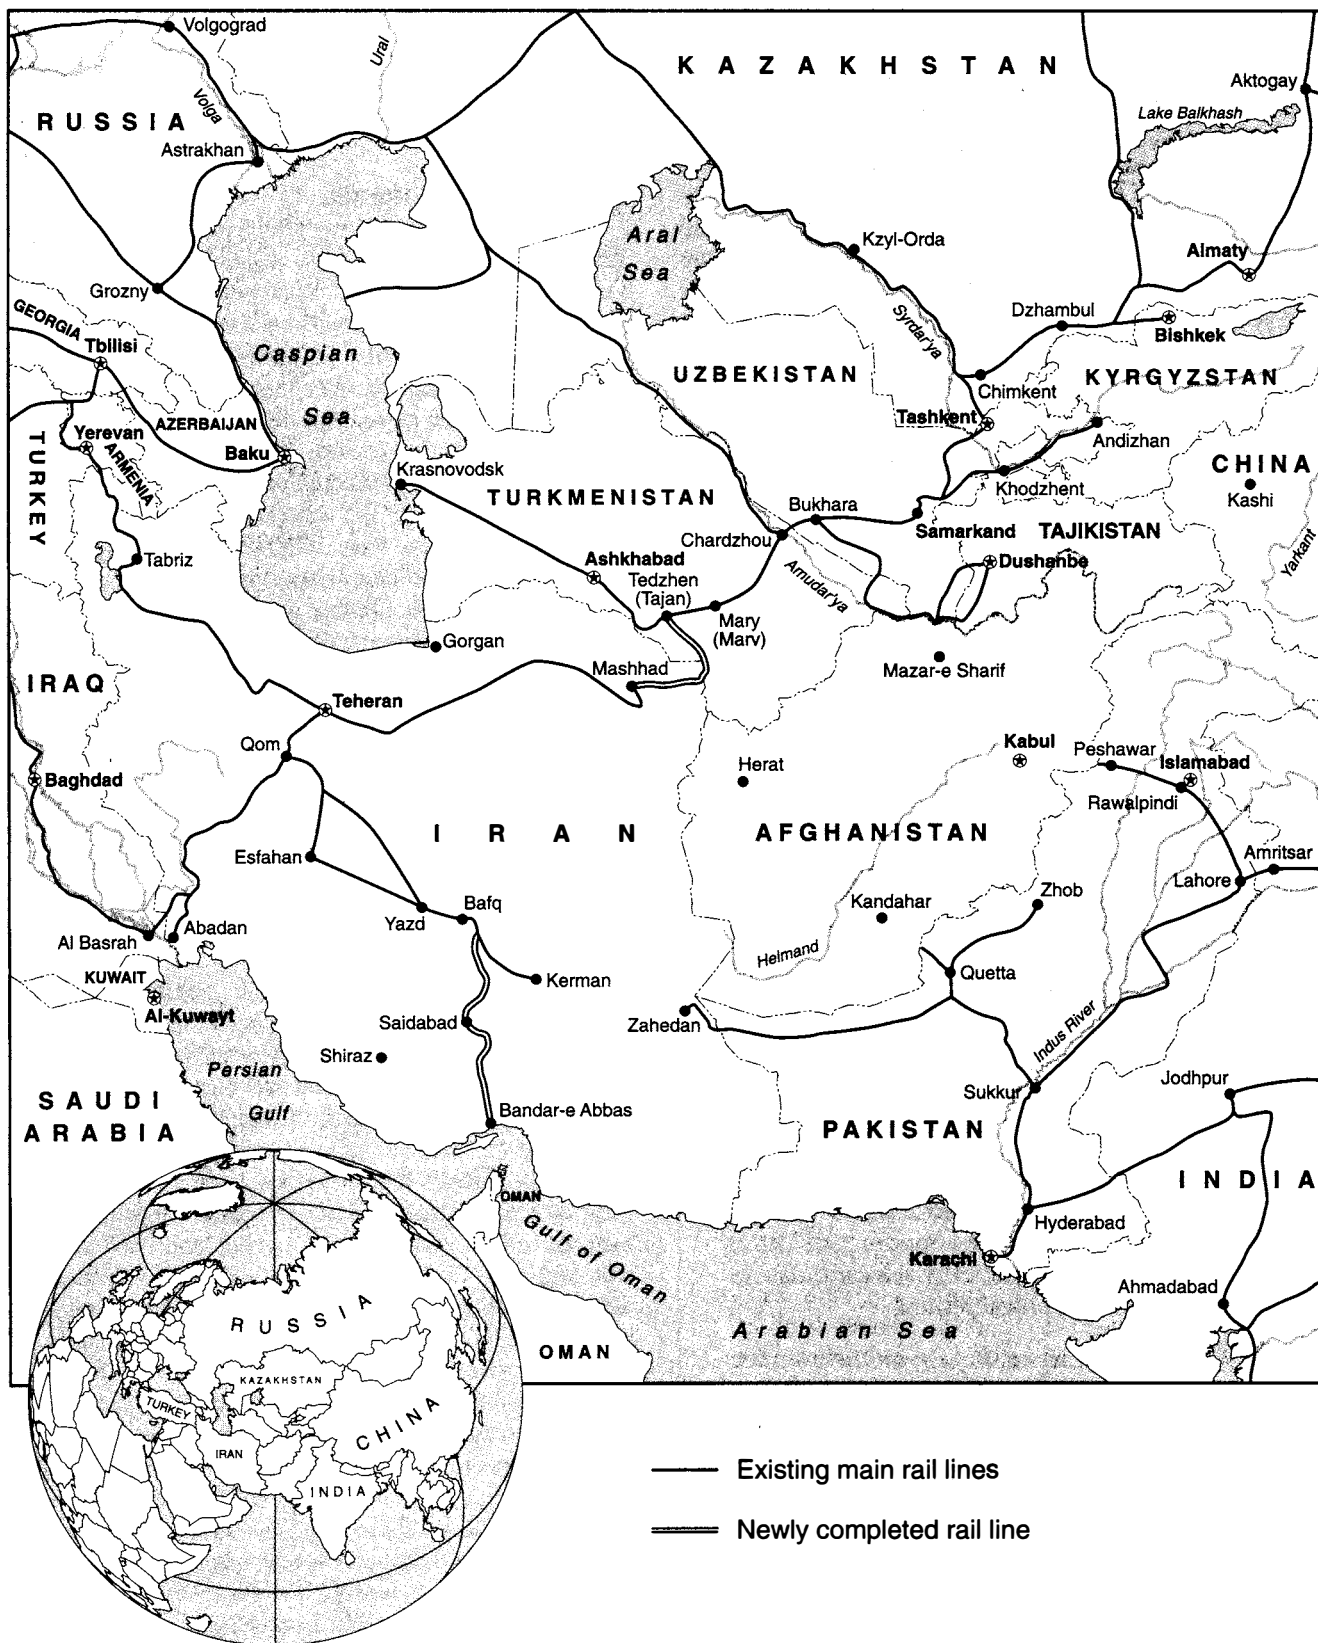 Volgograd
Ural
KAZAKHSTAN
Aktogay
Lake Balkhash
Volga
RUSSIA
Astrakhan
Aral
Sea
Kzyl-Orda
Almaty
Grozny
GEORGIA
Tbilisi
Syrdar'ya
Dzhambul
Bishkek
Caspian
Sea
UZBEKISTAN
KYRGYZSTAN
Chimkent
Tashkent
TURKEY
Yerevan
ARMENIA
AZERBAIJAN
Baku
Andizhan
CHINA
Kashi
Krasnovodsk
TURKMENISTAN
Bukhara
Khodzhent
Samarkand
TAJIKISTAN
Chardzhou
Yarkant
Tabriz
Ashkhabad
Tedzhen
(Tajan)
Amudar'ya
Dushanbe
Mary
(Marv)
Gorgan
Mashhad
Mazar-e Sharif
IRAQ
Teheran
Qom
Kabul
Peshawar
Islamabad
Baghdad
Herat
Rawalpindi
IRAN
AFGHANISTAN
Esfahan
Amritsar
Lahore
Zhob
Kandahar
Bafq
Yazd
Abadan
Al Basrah
Helmand
KUWAIT
Kerman
Quetta
Al-Kuwayt
Saidabad
Zahedan
Indus River
Shiraz
Persian
Gulf
Sukkur
Jodhpur
SAUDI
ARABIA
Bandar-e Abbas
PAKISTAN
INDIA
OMAN
Gulf of Oman
Hyderabad
Karachi
Ahmadabad
Arabian Sea
OMAN
RUSSIA
KAZAKHSTAN
TURKEY
CHINA
IRAN
INDIA
Existing main rail lines
Newly completed rail line